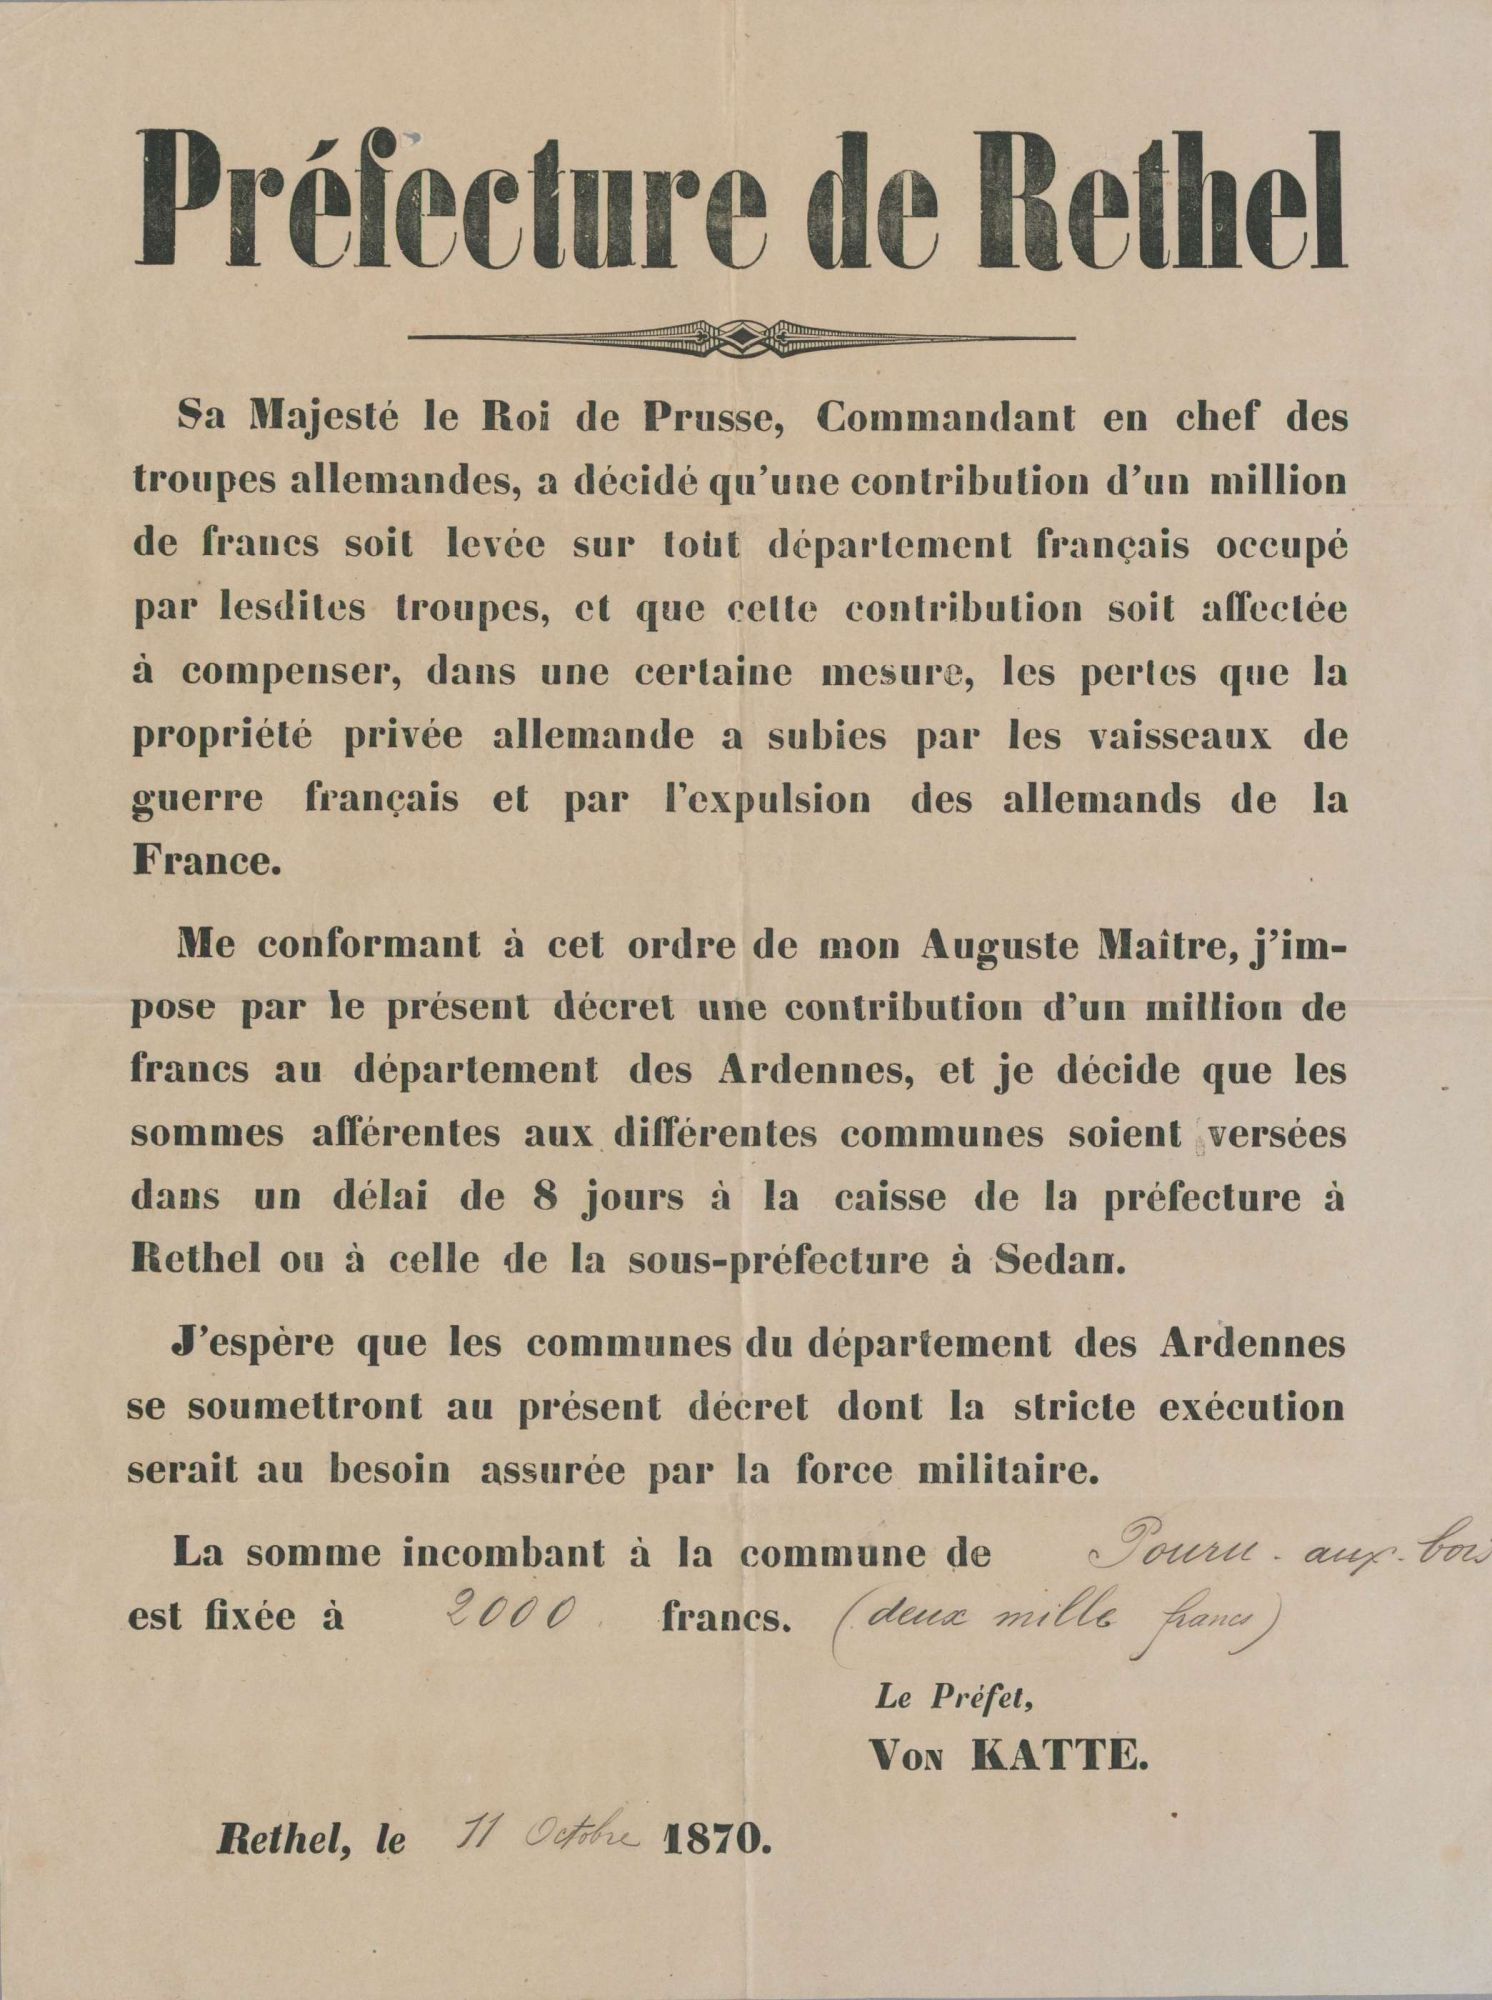 Préfecture de Rethel
Sa Majesté le Roi de Prusse, Commandant en chef des
troupes allemandes, a décidé qu'une contribution d'un million
de francs soit levée sur toùt département français occupé
par lesdites troupes, et que cette contribution soit affectée
à compenser, dans une certaine mesure, les pertes que la
propriété privée allemande a subies par les vaisseaux de
guerre français et par l'expulsion des allemands de la
France.
Me conformant à cet ordre de mon Auguste Maître, j'im-
pose par le présent décret une contribution d'un million de
francs au département des Ardennes, et je décide que les
sommes afférentes aux différentes communes soient versées
dans un délai de 8 jours à la caisse de la préfecture à
Rethel ou à celle de la sous-préfecture à Sedan.
J'espère que les communes du département des Ardennes
se soumettront au présent décret dont la stricte exécution
serait au besoin assurée par la force militaire.
La somme incombant à la commune de Pouru-aux-bois
est fixée à 2000 francs. (deux mille francs)
Le Préfet,
Von KATTE.
Rethel, le 11 Octobre 1870.